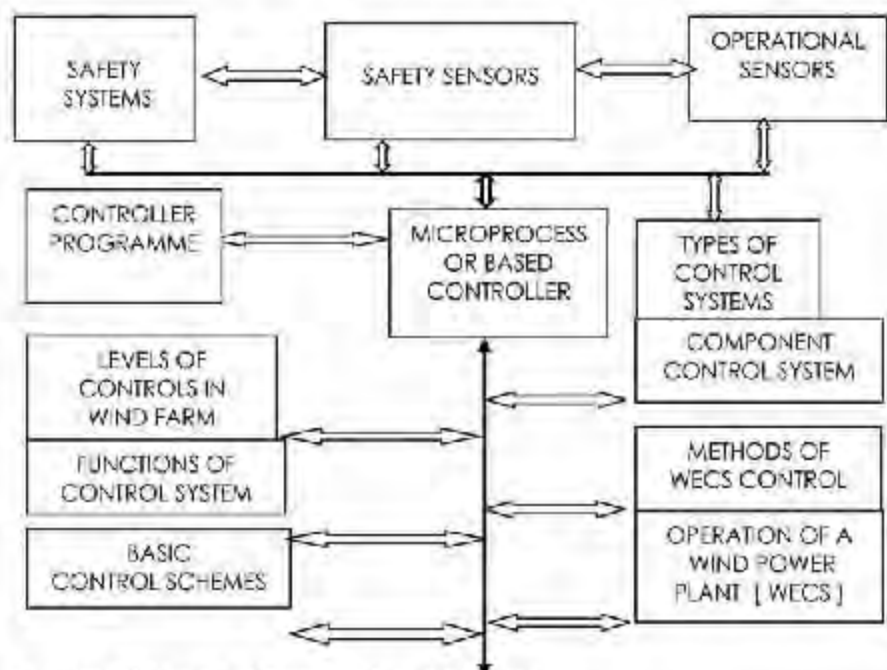 SAFETY
SYSTEMS
SAFETY SENSORS
OPERATIONAL
SENSORS
CONTROLLER
PROGRAMME
MICROPROCESS
OR BASED
CONTROLLER
TYPES OF
CONTROL
SYSTEMS
COMPONENT
CONTROL SYSTEM
LEVELS OF
CONTROLS IN
WIND FARM
FUNCTIONS OF
CONTROL SYSTEM
METHODS OF
WECS CONTROL
BASIC
CONTROL SCHEMES
OPERATION OF A
WIND POWER
PLANT [ WECS ]